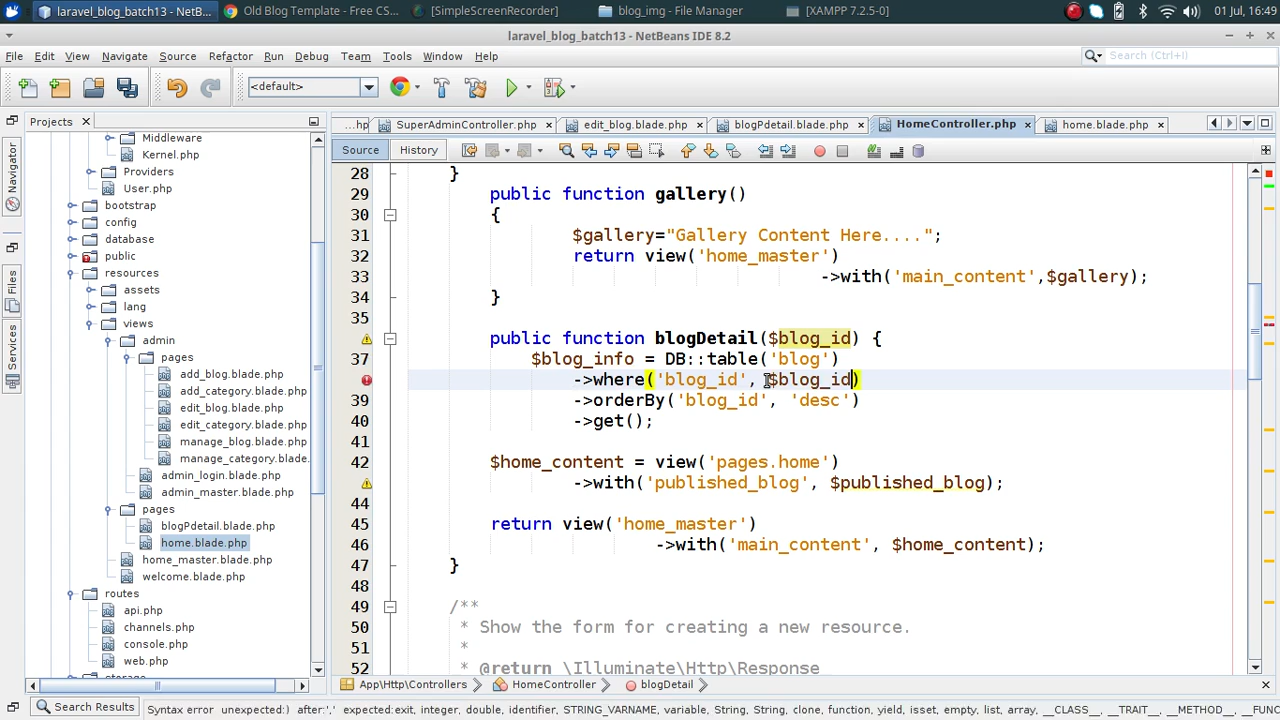 laravel_blog_batch13 - NetB...
Old Blog Template - Free CS...
[SimpleScreenRecorder]
blog_img - File Manager
[XAMPP 7.2.5-0]
01 Jul, 16:49
laravel_blog_batch13 - NetBeans IDE 8.2
File Edit View Navigate Source Refactor Run Debug Team Tools Window Help
Search (Ctrl+I)
<default>
Projects
...hp
SuperAdminController.php
edit_blog.blade.php
blogPdetail.blade.php
HomeController.php
home.blade.php
Source History
Navigator
Files
Services
Middleware
Kernel.php
Providers
User.php
bootstrap
config
database
public
resources
assets
lang
views
admin
pages
add_blog.blade.php
add_category.blade.php
edit_blog.blade.php
edit_category.blade.php
manage_blog.blade.php
manage_category.blade.
admin_login.blade.php
admin_master.blade.php
pages
blogPdetail.blade.php
home.blade.php
home_master.blade.php
welcome.blade.php
routes
api.php
channels.php
console.php
web.php
28 }
29 public function gallery()
30 {
31 $gallery="Gallery Content Here....";
32 return view('home_master')
33 ->with('main_content',$gallery);
34 }
35
public function blogDetail($blog_id) {
37 $blog_info = DB::table('blog')
->where('blog_id', $blog_id)
39 ->orderBy('blog_id', 'desc')
40 ->get();
41
42 $home_content = view('pages.home')
->with('published_blog', $published_blog);
44
45 return view('home_master')
46 ->with('main_content', $home_content);
47 }
48
49 /**
50 * Show the form for creating a new resource.
51 *
52 * @return \Illuminate\Http\Response
App\Http\Controllers
HomeController
blogDetail
Search Results
Syntax error unexpected:) after:',' expected:exit, integer, double, identifier, STRING_VARNAME, variable, String, String, clone, function, yield, isset, empty, list, array, __CLASS__, __TRAIT__, __METHOD__, __FUNC